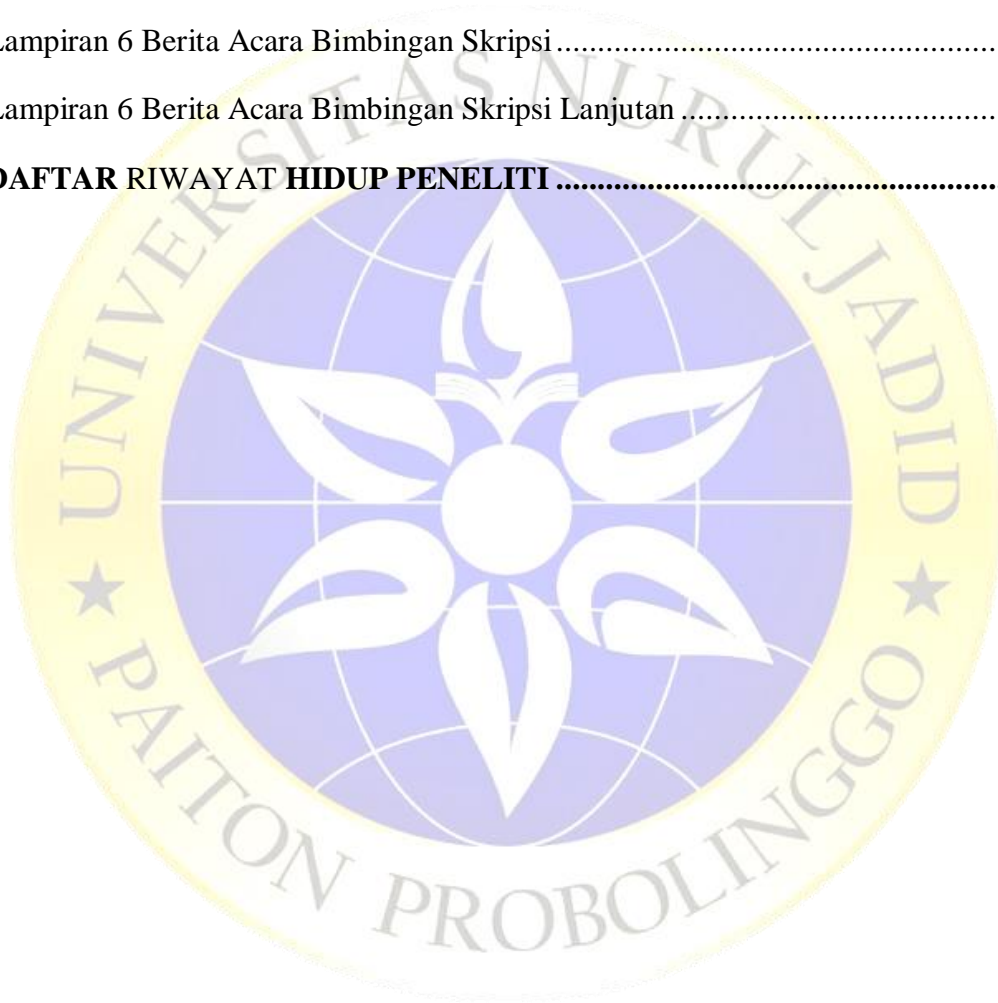 Lampiran 6 Berita Acara Bimbingan Skripsi........................................................
Lampiran 6 Berita Acara Bimbingan Skripsi Lanjutan ........................................
DAFTAR RIWAYAT HIDUP PENELITI ........................................................
UNIVERSITAS NURUL JADID
★ PAITON PROBOLINGGO ★